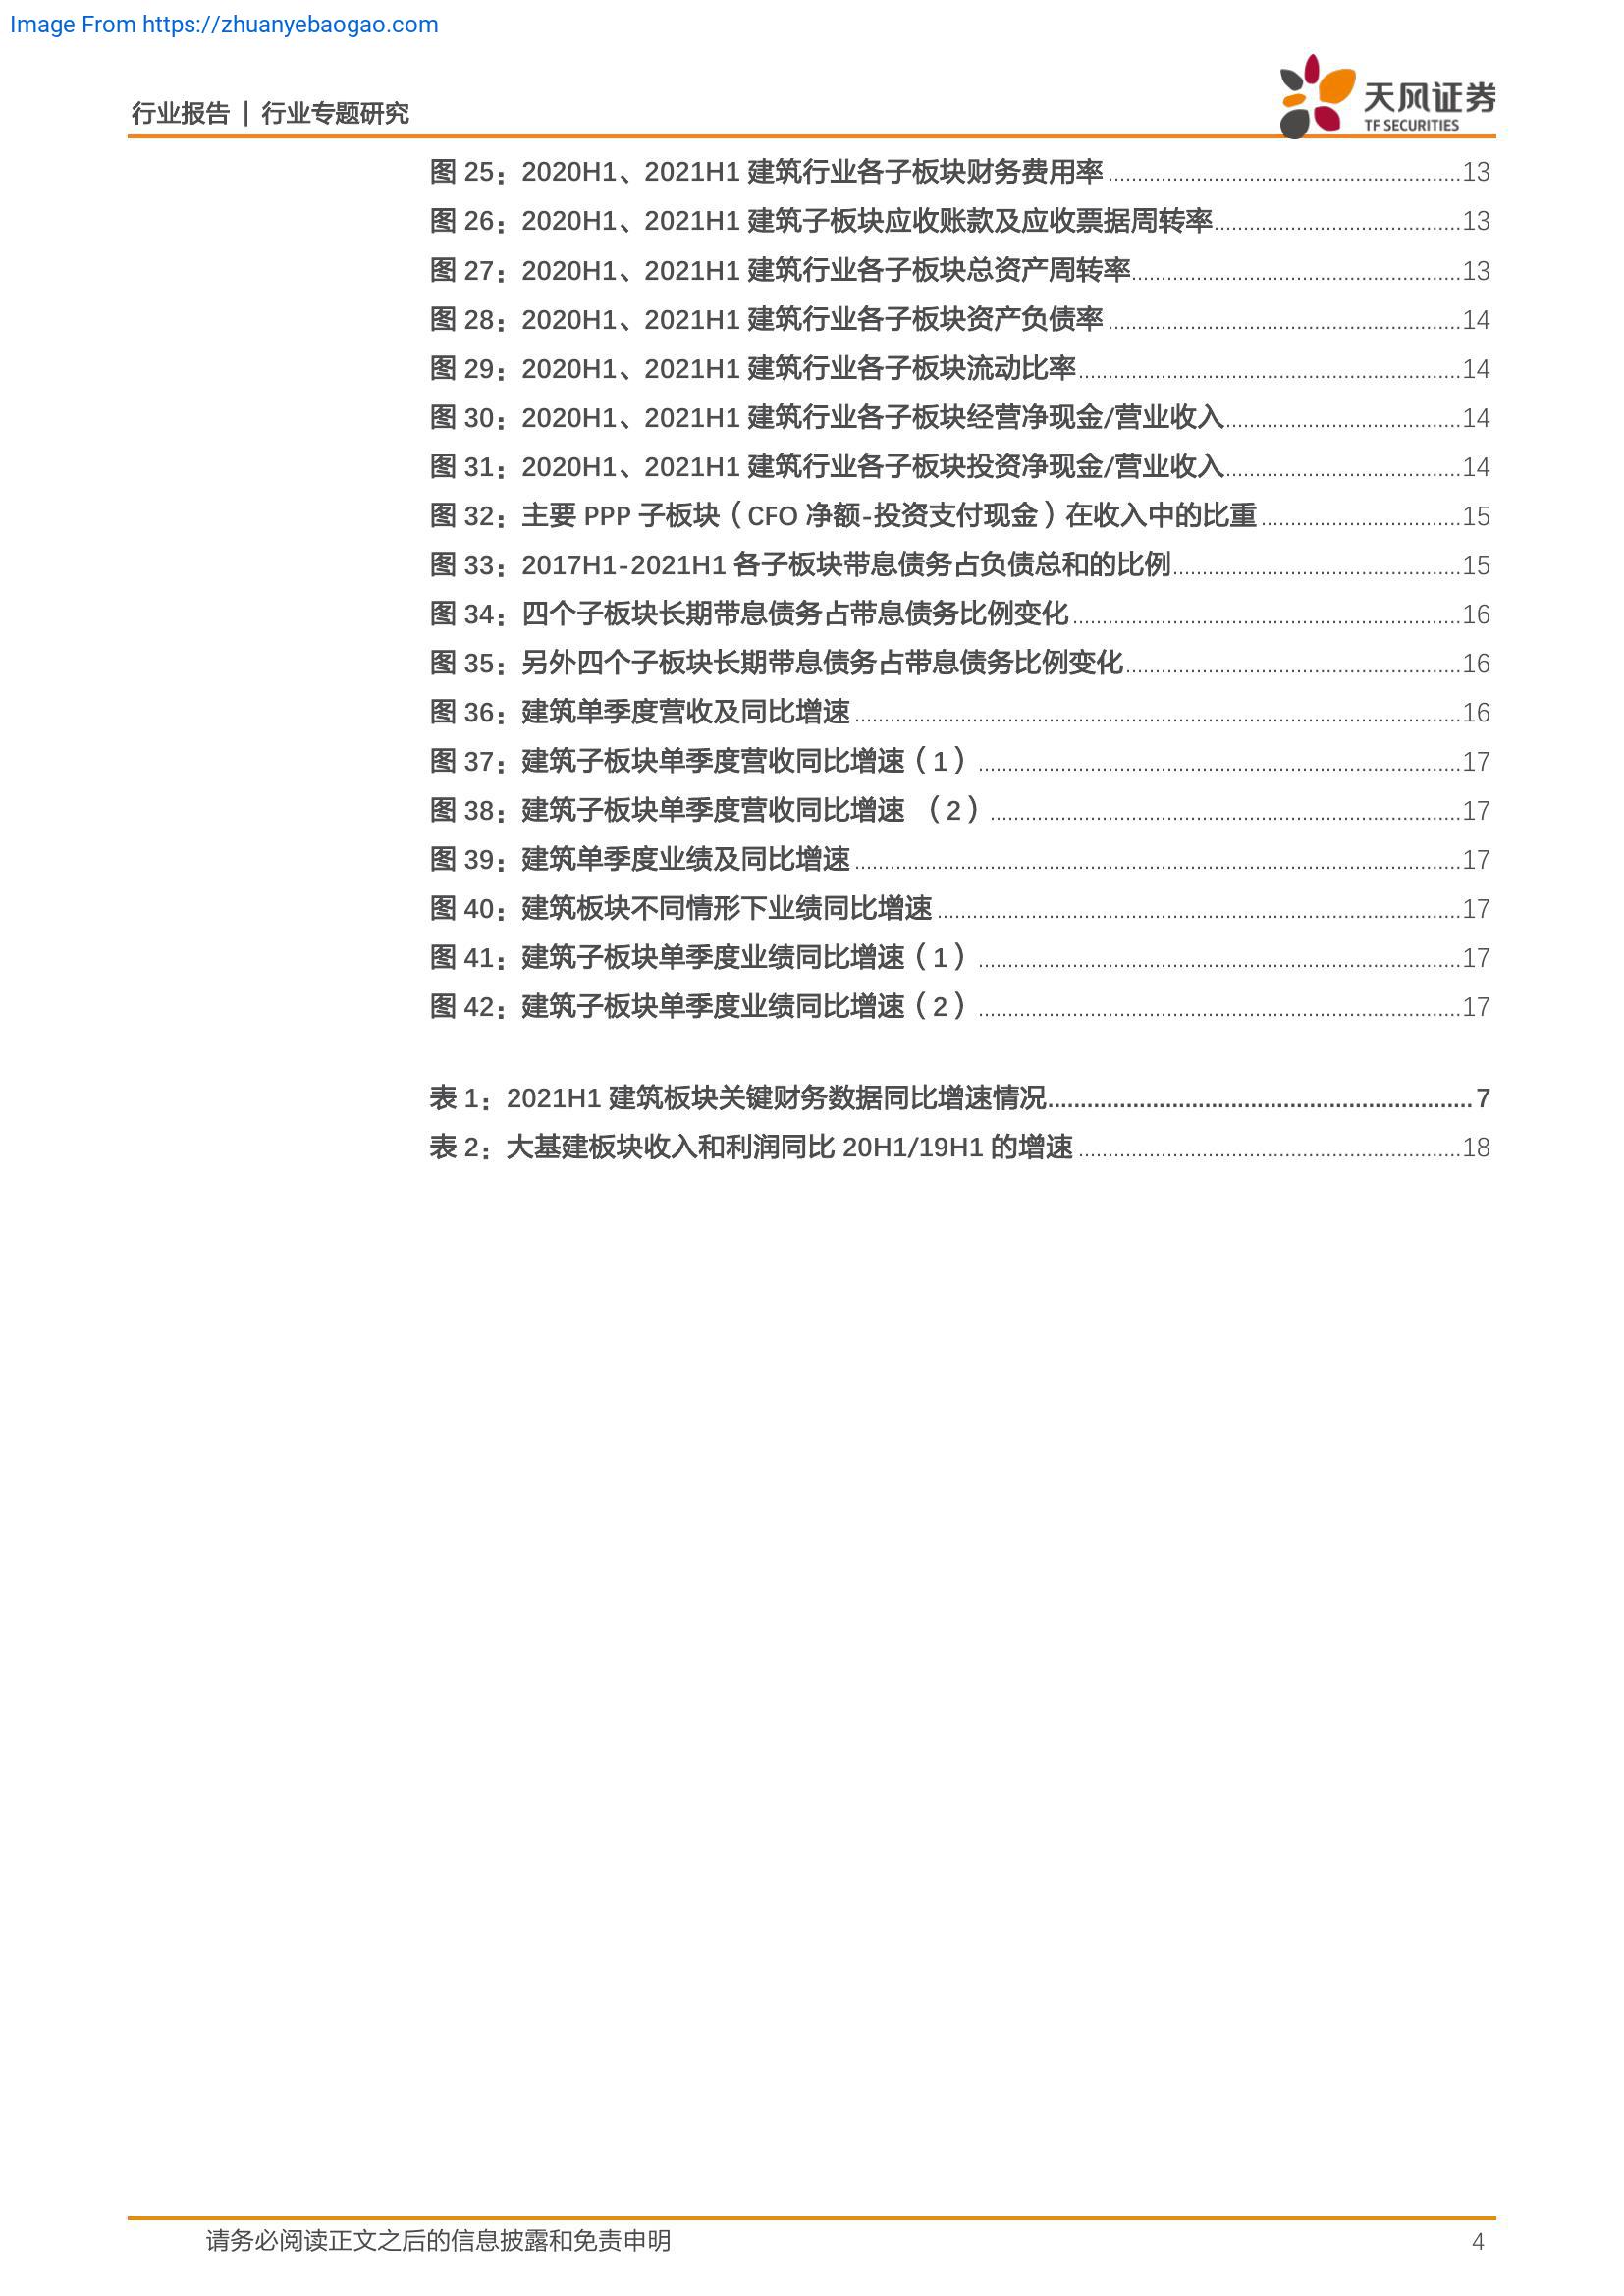 Image From https://zhuanyebaogao.com
行业报告 | 行业专题研究
天风证券
TF SECURITIES
图 25：2020H1、2021H1 建筑行业各子板块财务费用率 13
图 26：2020H1、2021H1 建筑子板块应收账款及应收票据周转率 13
图 27：2020H1、2021H1 建筑行业各子板块总资产周转率 13
图 28：2020H1、2021H1 建筑行业各子板块资产负债率 14
图 29：2020H1、2021H1 建筑行业各子板块流动比率 14
图 30：2020H1、2021H1 建筑行业各子板块经营净现金/营业收入 14
图 31：2020H1、2021H1 建筑行业各子板块投资净现金/营业收入 14
图 32：主要 PPP 子板块（CFO 净额-投资支付现金）在收入中的比重 15
图 33：2017H1-2021H1 各子板块带息债务占负债总和的比例 15
图 34：四个子板块长期带息债务占带息债务比例变化 16
图 35：另外四个子板块长期带息债务占带息债务比例变化 16
图 36：建筑单季度营收及同比增速 16
图 37：建筑子板块单季度营收同比增速（1） 17
图 38：建筑子板块单季度营收同比增速 （2） 17
图 39：建筑单季度业绩及同比增速 17
图 40：建筑板块不同情形下业绩同比增速 17
图 41：建筑子板块单季度业绩同比增速（1） 17
图 42：建筑子板块单季度业绩同比增速（2） 17
表 1：2021H1 建筑板块关键财务数据同比增速情况 7
表 2：大基建板块收入和利润同比 20H1/19H1 的增速 18
请务必阅读正文之后的信息披露和免责申明 4